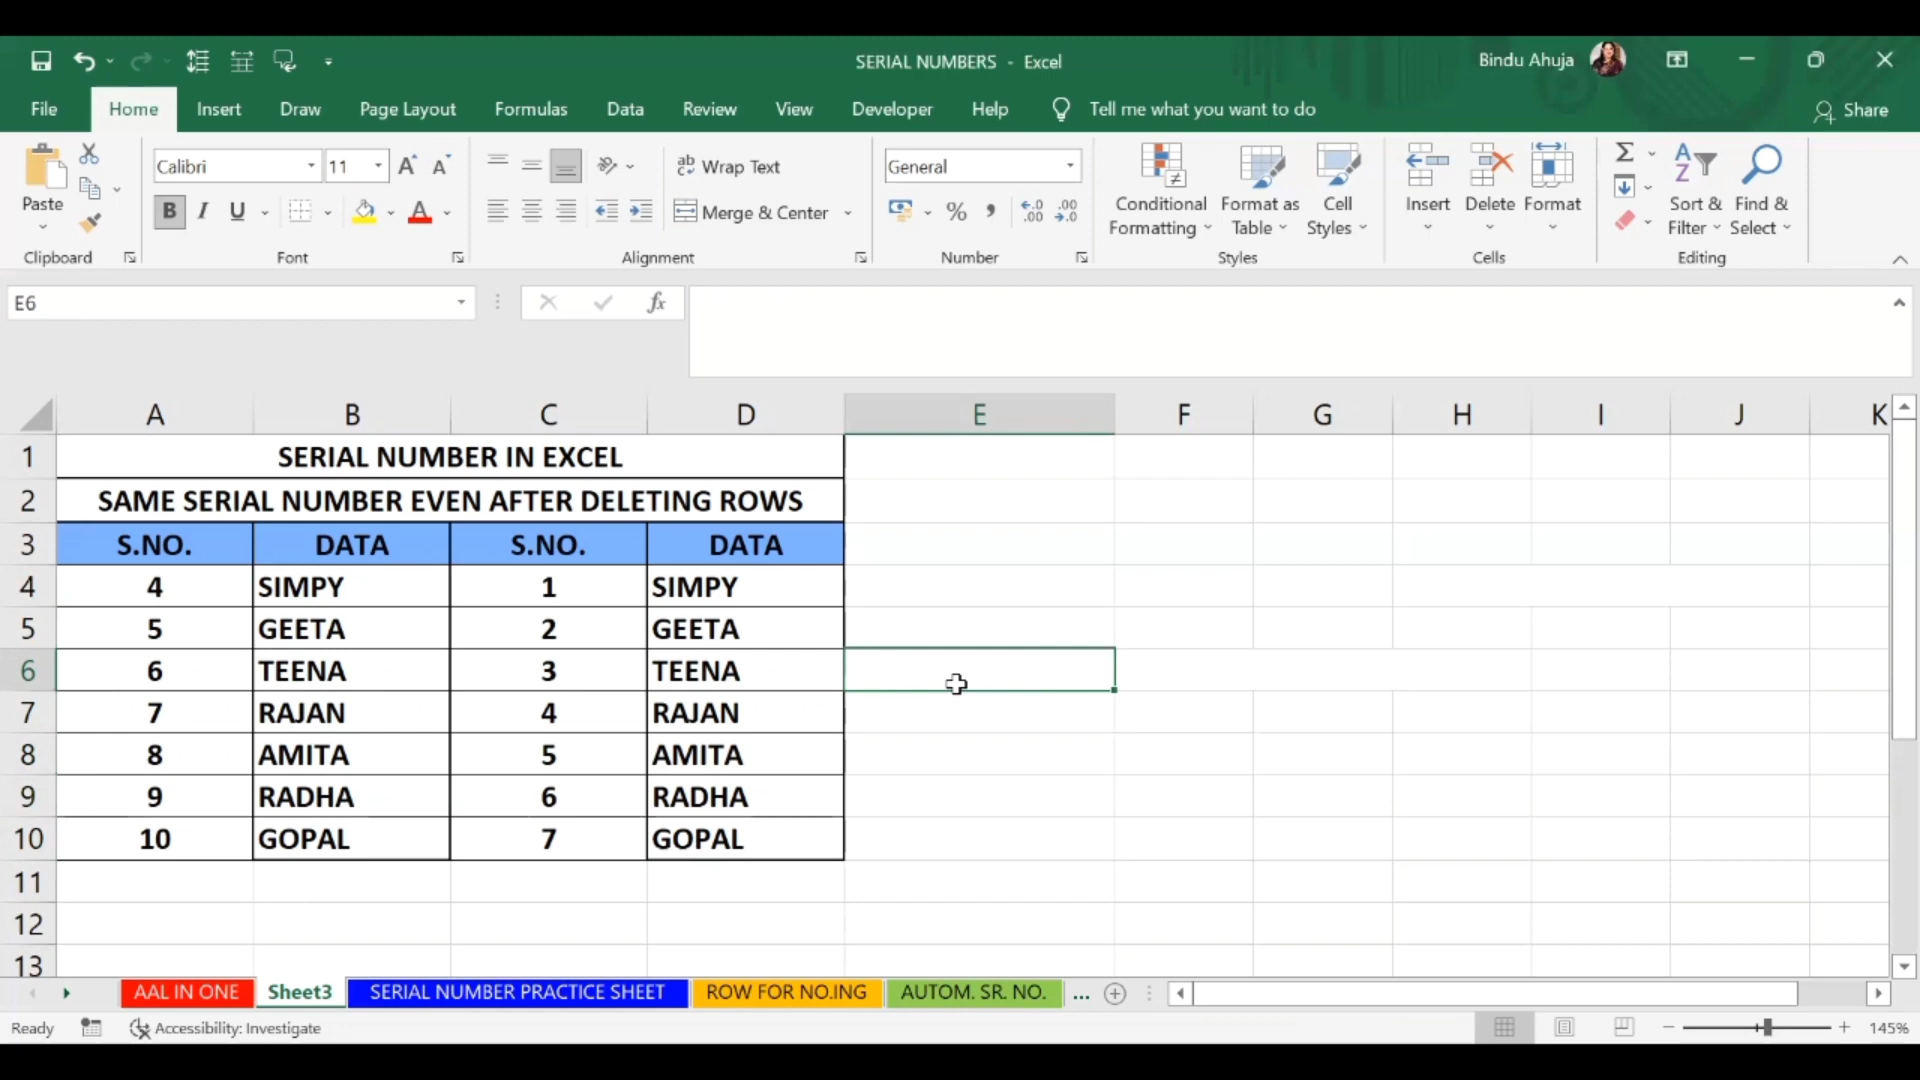 SERIAL NUMBERS - Excel
Bindu Ahuja
File Home Insert Draw Page Layout Formulas Data Review View Developer Help Tell me what you want to do Share
Paste
Clipboard
Calibri 11
B I U
Font
ab Wrap Text
Merge & Center
Alignment
General
% ,
Number
Conditional Formatting
Format as Table
Cell Styles
Styles
Insert Delete Format
Cells
Sort & Filter
Find & Select
Editing
E6
fx
A B C D E F G H I J K
1 SERIAL NUMBER IN EXCEL
2 SAME SERIAL NUMBER EVEN AFTER DELETING ROWS
3 S.NO. DATA S.NO. DATA
4 4 SIMPY 1 SIMPY
5 5 GEETA 2 GEETA
6 6 TEENA 3 TEENA
7 7 RAJAN 4 RAJAN
8 8 AMITA 5 AMITA
9 9 RADHA 6 RADHA
10 10 GOPAL 7 GOPAL
11
12
13
AAL IN ONE Sheet3 SERIAL NUMBER PRACTICE SHEET ROW FOR NO.ING AUTOM. SR. NO. ...
Ready Accessibility: Investigate 145%